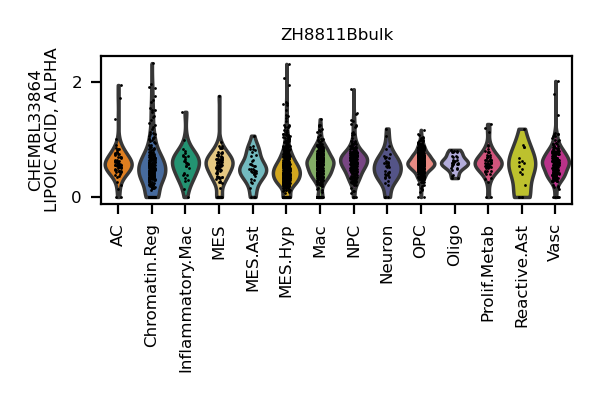 ZH8811Bbulk
CHEMBL33864
LIPOIC ACID, ALPHA
2
0
AC
Chromatin.Reg
Inflammatory.Mac
MES
MES.Ast
MES.Hyp
Mac
NPC
Neuron
OPC
Oligo
Prolif.Metab
Reactive.Ast
Vasc